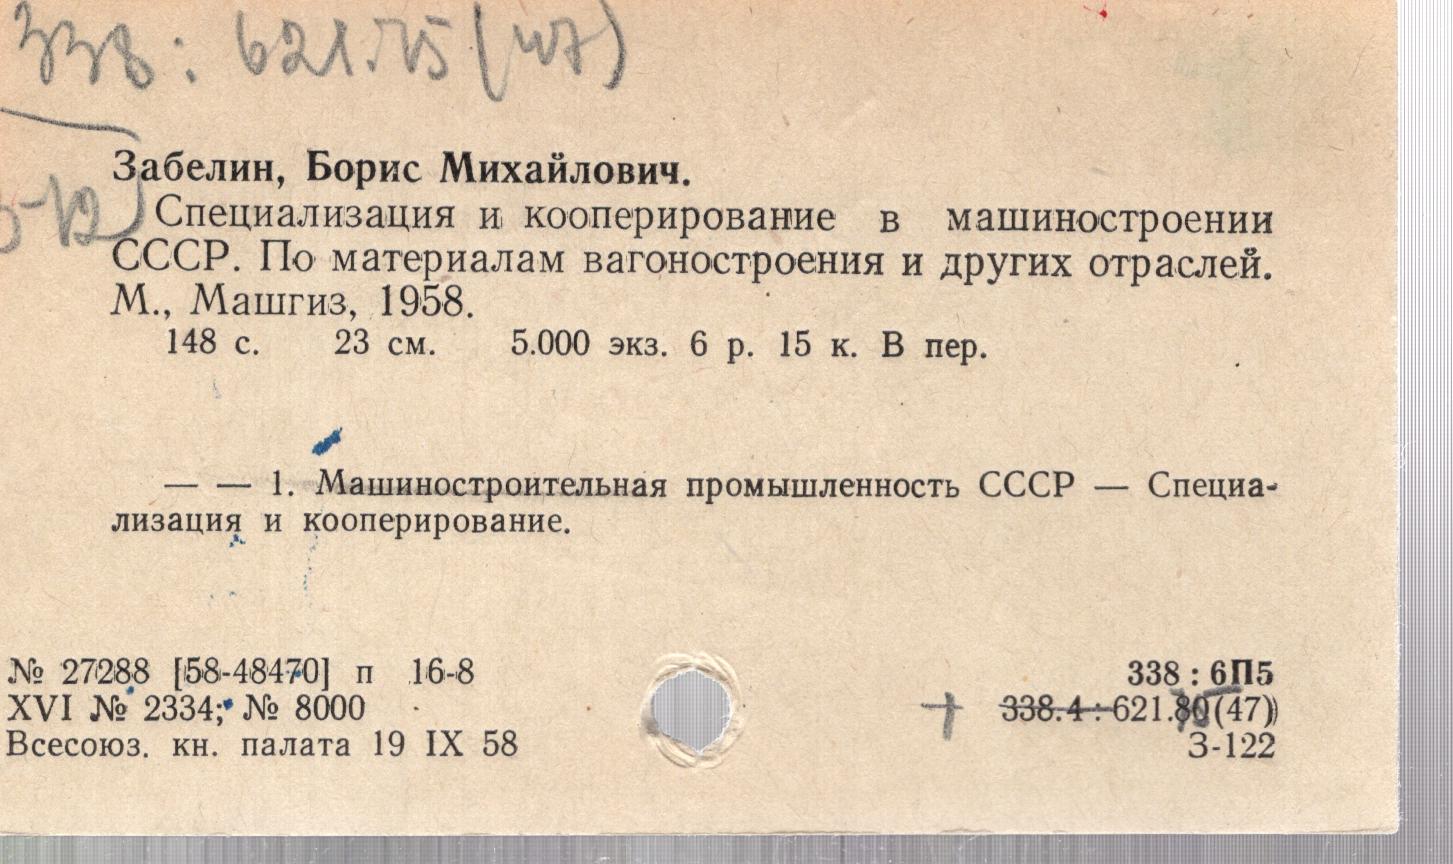 338: 621.75(47)
Забелин, Борис Михайлович.
Специализация и кооперирование в машиностроении
СССР. По материалам вагоностроения и других отраслей.
М., Машгиз, 1958.
148 с. 23 см. 5.000 экз. 6 р. 15 к. В пер.
— — 1. Машиностроительная промышленность СССР — Специа-
лизация и кооперирование.
№ 27288 [58-48470] п 16-8
338 : 6П5
XVI № 2334; № 8000
338.4 : 621.80(47)
Всесоюз. кн. палата 19 IX 58
З-122